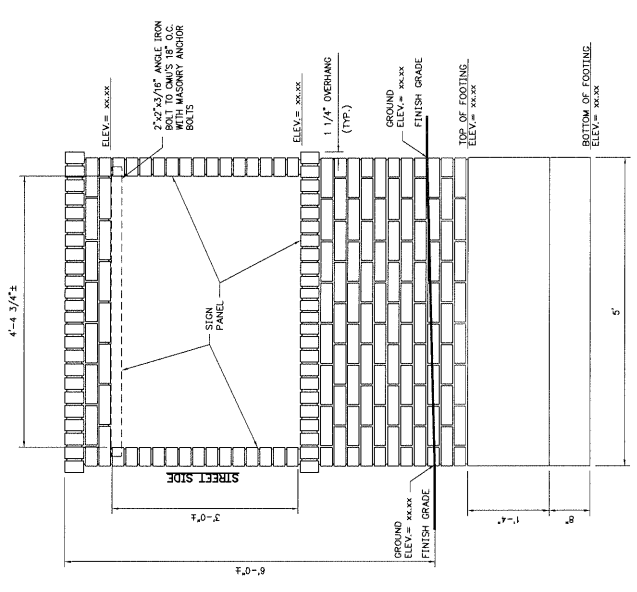 4'-4 3/4"±
ELEV.= xx.xx
2"x2"x3/16" ANGLE IRON
BOLT TO CMU'S 18" O.C.
WITH MASONRY ANCHOR
BOLTS
ELEV.= xx.xx
1 1/4" OVERHANG
(TYP.)
GROUND
ELEV.= xx.xx
FINISH GRADE
TOP OF FOOTING
ELEV.= xx.xx
BOTTOM OF FOOTING
ELEV.= xx.xx
SIGN
PANEL
STREET SIDE
3'-0"±
6'-0"±
GROUND
ELEV.= xx.xx
FINISH GRADE
1'-4"
8"
5'